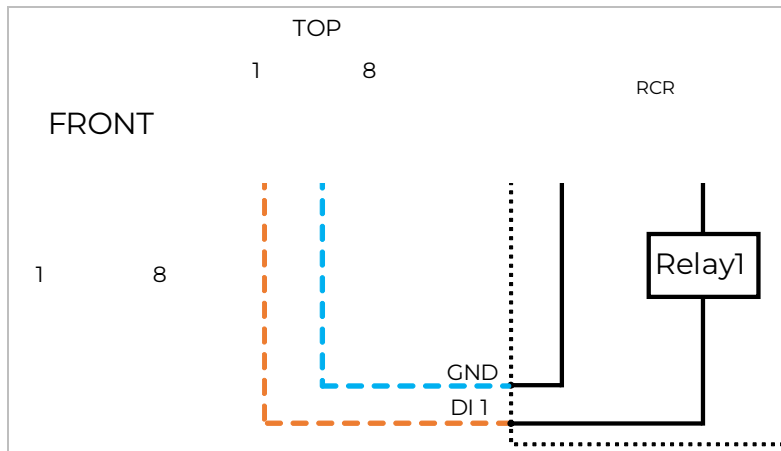 TOP
1 8
RCR
FRONT
1 8
Relay1
GND
DI 1